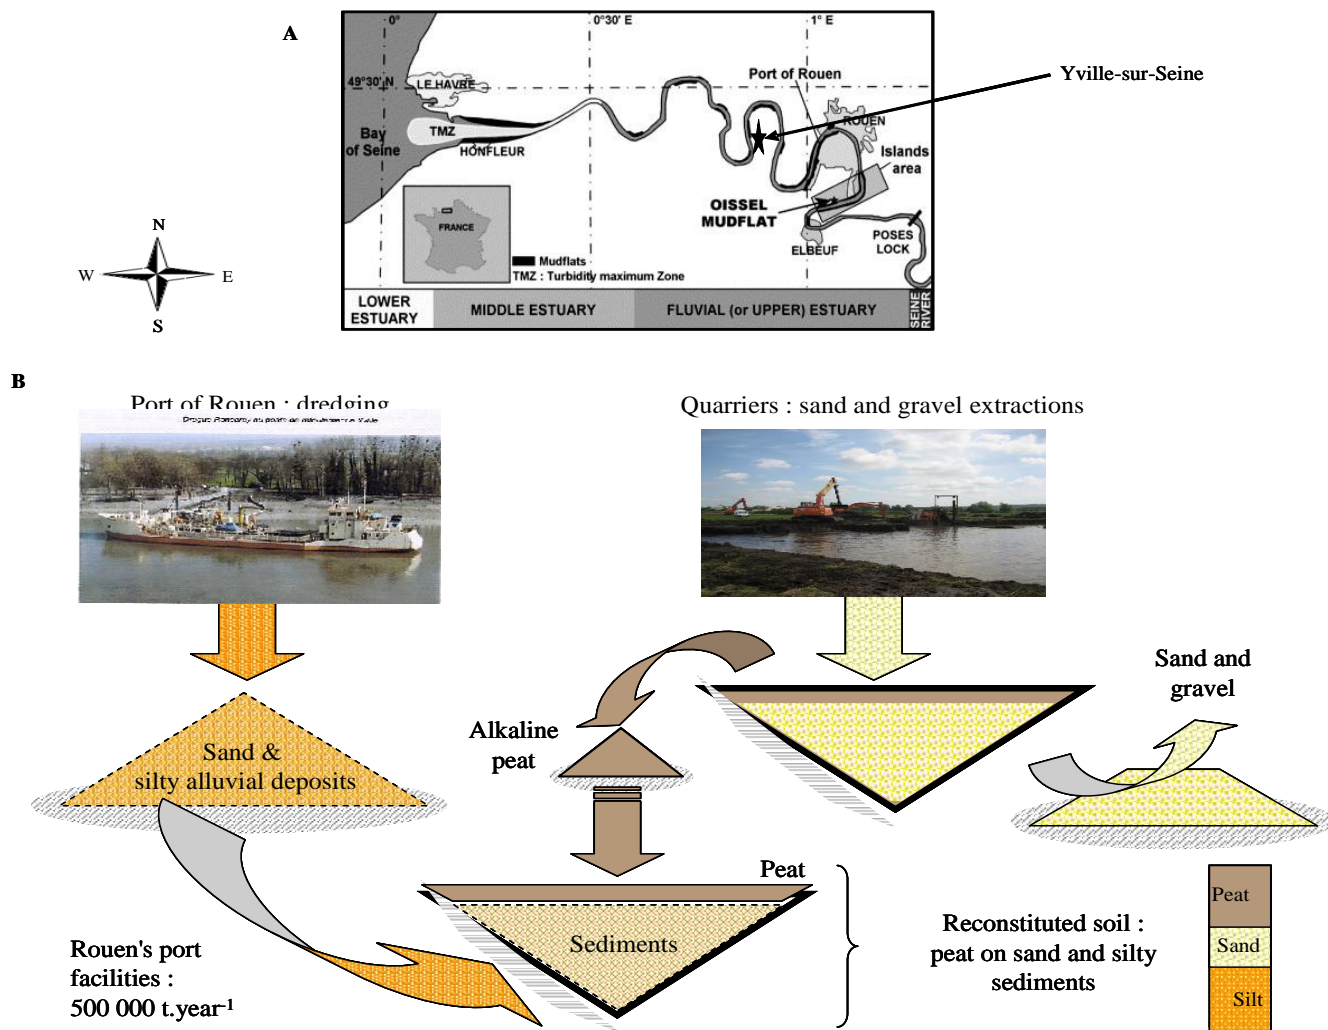 A
0°
0°30' E
1° E
49°30' N
LE HAVRE
Port of Rouen
Yville-sur-Seine
TMZ
Bay
of Seine
HONFLEUR
ROUEN
Islands
area
OISSEL
MUDFLAT
FRANCE
ELBEUF
POSES
LOCK
Mudflats
TMZ : Turbidity maximum Zone
LOWER
ESTUARY
MIDDLE ESTUARY
FLUVIAL (or UPPER) ESTUARY
SEINE
RIVER
N
W
E
S
B
Port of Rouen : dredging
Quarriers : sand and gravel extractions
Sand and
gravel
Alkaline
peat
Sand &
silty alluvial deposits
Peat
Sediments
Rouen's port
facilities :
500 000 t.year-1
Reconstituted soil :
peat on sand and silty
sediments
Peat
Sand
Silt